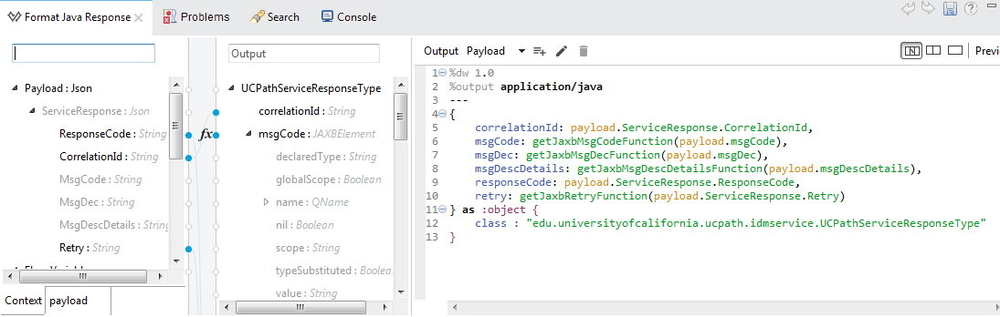 Format Java Response
Problems
Search
Console
Output
Output Payload
Previ
Payload : Json
ServiceResponse : Json
ResponseCode : String
CorrelationId : String
MsgCode : String
MsgDec : String
MsgDescDetails : String
Retry : String
Context
payload
fx
UCPathServiceResponseType
correlationId : String
msgCode : JAXBElement
declaredType : String
globalScope : Boolean
name : QName
nil : Boolean
scope : String
typeSubstituted : Boolea
value : String
1 %dw 1.0
2 %output application/java
3 ---
4 {
5 correlationId: payload.ServiceResponse.CorrelationId,
6 msgCode: getJaxbMsgCodeFunction(payload.msgCode),
7 msgDec: getJaxbMsgDecFunction(payload.msgDec),
8 msgDescDetails: getJaxbMsgDescDetailsFunction(payload.msgDescDetails),
9 responseCode: payload.ServiceResponse.ResponseCode,
10 retry: getJaxbRetryFunction(payload.ServiceResponse.Retry)
11 } as :object {
12 class : "edu.universityofcalifornia.ucpath.idmservice.UCPathServiceResponseType"
13 }